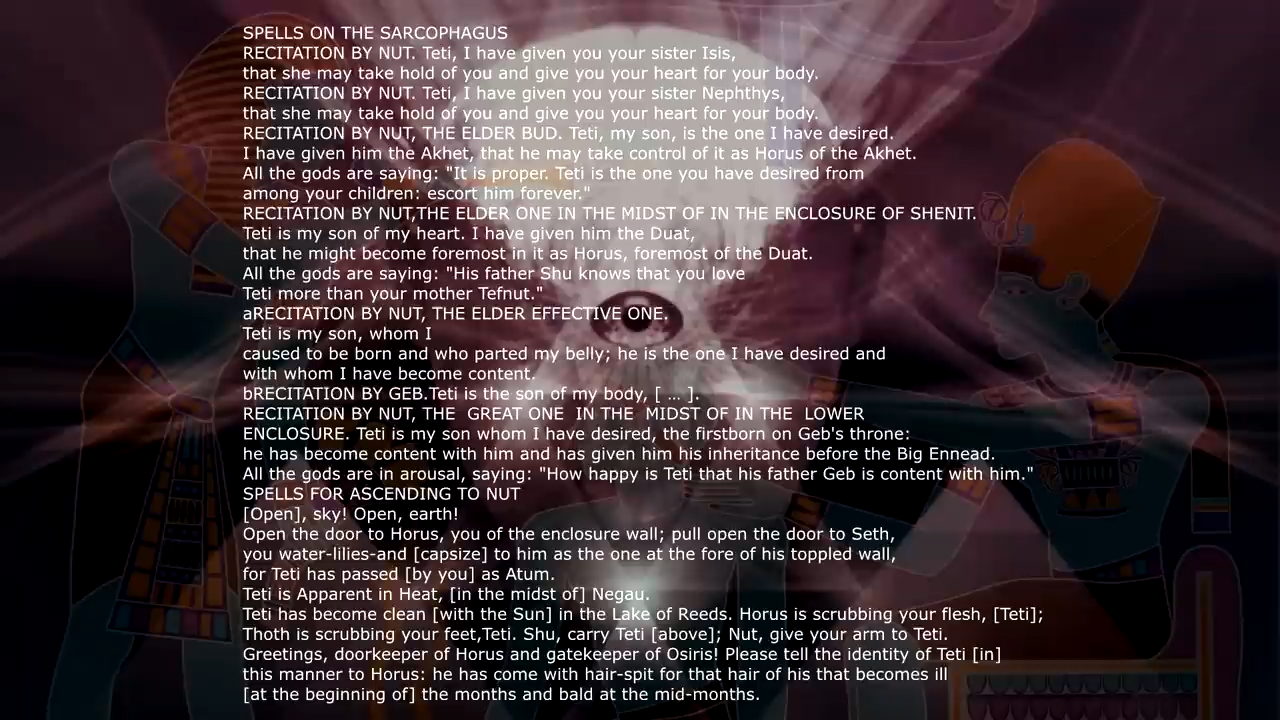 SPELLS ON THE SARCOPHAGUS
RECITATION BY NUT. Teti, I have given you your sister Isis,
that she may take hold of you and give you your heart for your body.
RECITATION BY NUT. Teti, I have given you your sister Nephthys,
that she may take hold of you and give you your heart for your body.
RECITATION BY NUT, THE ELDER BUD. Teti, my son, is the one I have desired.
I have given him the Akhet, that he may take control of it as Horus of the Akhet.
All the gods are saying: "It is proper. Teti is the one you have desired from
among your children: escort him forever."
RECITATION BY NUT,THE ELDER ONE IN THE MIDST OF IN THE ENCLOSURE OF SHENIT.
Teti is my son of my heart. I have given him the Duat,
that he might become foremost in it as Horus, foremost of the Duat.
All the gods are saying: "His father Shu knows that you love
Teti more than your mother Tefnut."
aRECITATION BY NUT, THE ELDER EFFECTIVE ONE.
Teti is my son, whom I
caused to be born and who parted my belly; he is the one I have desired and
with whom I have become content.
bRECITATION BY GEB.Teti is the son of my body, [ ... ].
RECITATION BY NUT, THE  GREAT ONE  IN THE  MIDST OF IN THE  LOWER
ENCLOSURE. Teti is my son whom I have desired, the firstborn on Geb's throne:
he has become content with him and has given him his inheritance before the Big Ennead.
All the gods are in arousal, saying: "How happy is Teti that his father Geb is content with him."
SPELLS FOR ASCENDING TO NUT
[Open], sky! Open, earth!
Open the door to Horus, you of the enclosure wall; pull open the door to Seth,
you water-lilies-and [capsize] to him as the one at the fore of his toppled wall,
for Teti has passed [by you] as Atum.
Teti is Apparent in Heat, [in the midst of] Negau.
Teti has become clean [with the Sun] in the Lake of Reeds. Horus is scrubbing your flesh, [Teti];
Thoth is scrubbing your feet,Teti. Shu, carry Teti [above]; Nut, give your arm to Teti.
Greetings, doorkeeper of Horus and gatekeeper of Osiris! Please tell the identity of Teti [in]
this manner to Horus: he has come with hair-spit for that hair of his that becomes ill
[at the beginning of] the months and bald at the mid-months.